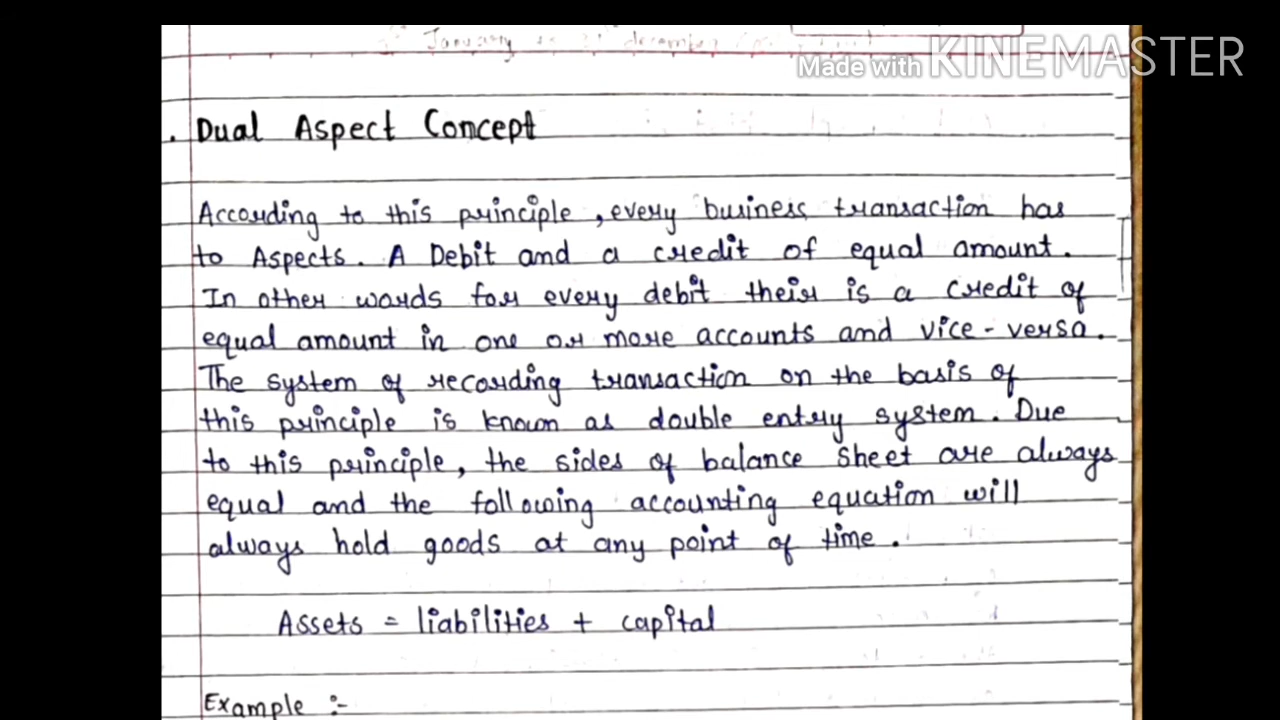 January to 31 december
Made with KINEMASTER
. Dual Aspect Concept
According to this principle, every business transaction has
to Aspects. A Debit and a credit of equal amount.
In other words for every debit their is a credit of
equal amount in one or more accounts and vice-versa.
The system of recording transaction on the basis of
this principle is known as double entry system. Due
to this principle, the sides of balance sheet are always
equal and the following accounting equation will
always hold goods at any point of time.
Assets = liabilities + capital
Example :-